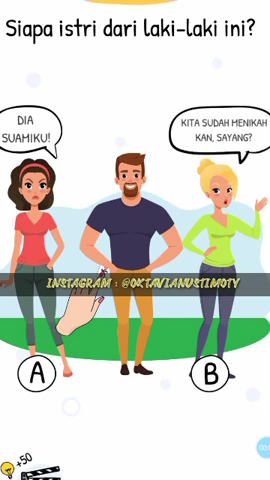 Siapa istri dari laki-laki ini?
DIA
SUAMIKU!
KITA SUDAH MENIKAH
KAN, SAYANG?
INSTAGRAM : @OKTAVIANUSTIMOTY
A
B
+50